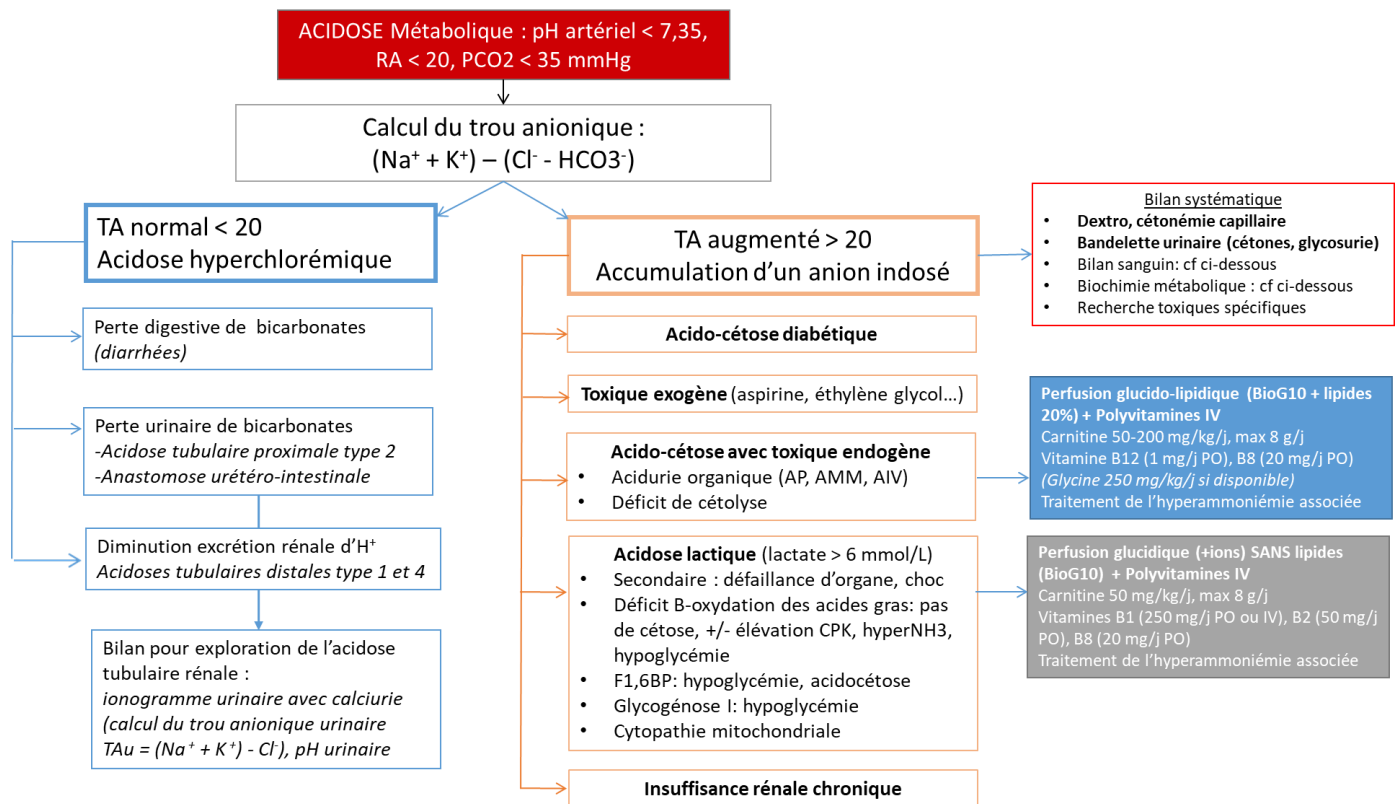 ACIDOSE Métabolique : pH artériel < 7,35,
RA < 20, PCO2 < 35 mmHg
Calcul du trou anionique :
(Na⁺ + K⁺) – (Cl⁻ - HCO3⁻)
TA normal < 20
Acidose hyperchlorémique
Perte digestive de bicarbonates
(diarrhées)
Perte urinaire de bicarbonates
-Acidose tubulaire proximale type 2
-Anastomose urétéro-intestinale
Diminution excrétion rénale d’H⁺
Acidoses tubulaires distales type 1 et 4
Bilan pour exploration de l’acidose
tubulaire rénale :
ionogramme urinaire avec calciurie
(calcul du trou anionique urinaire
TAu = (Na⁺ + K⁺) - Cl⁻), pH urinaire
TA augmenté > 20
Accumulation d’un anion indosé
Acido-cétose diabétique
Toxique exogène (aspirine, éthylène glycol…)
Acido-cétose avec toxique endogène
• Acidurie organique (AP, AMM, AIV)
• Déficit de cétolyse
Acidose lactique (lactate > 6 mmol/L)
• Secondaire : défaillance d’organe, choc
• Déficit B-oxydation des acides gras: pas
de cétose, +/- élévation CPK, hyperNH3,
hypoglycémie
• F1,6BP: hypoglycémie, acidocétose
• Glycogénose I: hypoglycémie
• Cytopathie mitochondriale
Insuffisance rénale chronique
Bilan systématique
• Dextro, cétonémie capillaire
• Bandelette urinaire (cétones, glycosurie)
• Bilan sanguin: cf ci-dessous
• Biochimie métabolique : cf ci-dessous
• Recherche toxiques spécifiques
Perfusion glucido-lipidique (BioG10 + lipides
20%) + Polyvitamines IV
Carnitine 50-200 mg/kg/j, max 8 g/j
Vitamine B12 (1 mg/j PO), B8 (20 mg/j PO)
(Glycine 250 mg/kg/j si disponible)
Traitement de l’hyperammoniémie associée
Perfusion glucidique (+ions) SANS lipides
(BioG10) + Polyvitamines IV
Carnitine 50 mg/kg/j, max 8 g/j
Vitamines B1 (250 mg/j PO ou IV), B2 (50 mg/j
PO), B8 (20 mg/j PO)
Traitement de l’hyperammoniémie associée